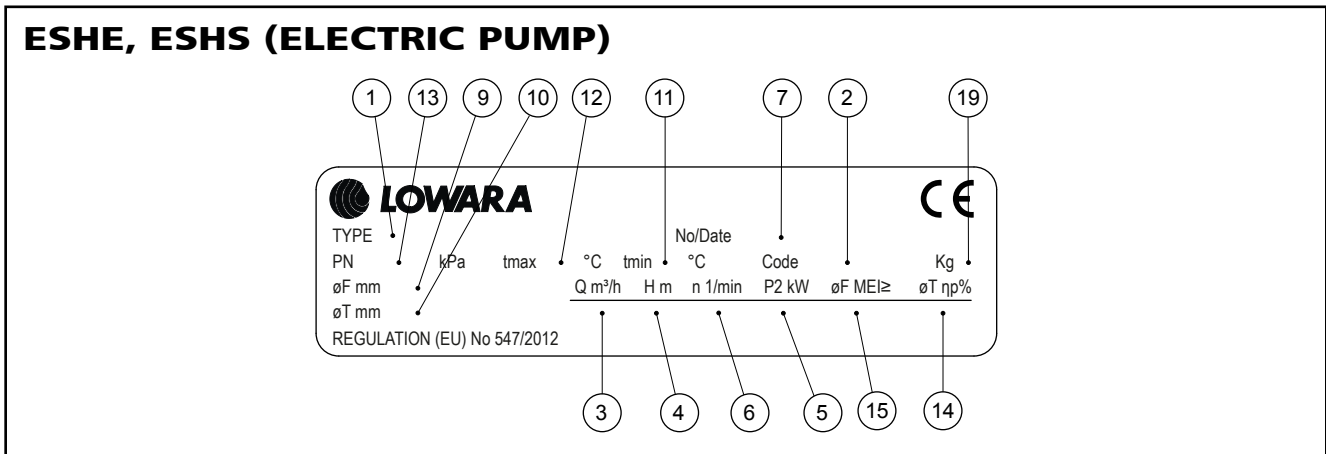 ESHE, ESHS (ELECTRIC PUMP)
1 13 9 10 12 11 7 2 19
LOWARA CE
TYPE No/Date
PN kPa tmax °C tmin °C Code Kg
øF mm Q m³/h H m n 1/min P2 kW øF MEI≥ øT ηp%
øT mm
REGULATION (EU) No 547/2012
3 4 6 5 15 14